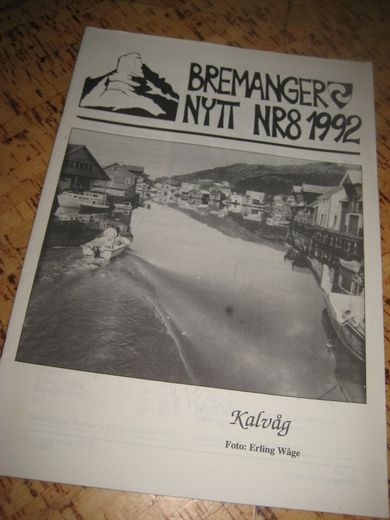 BREMANGER
NYTT NR8 1992
Kalvåg
Foto: Erling Wåge